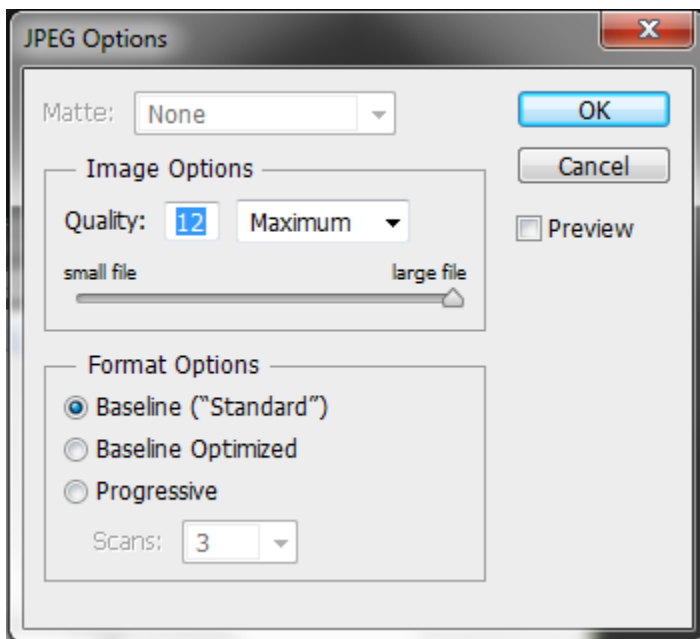 JPEG Options
X
Matte: None
OK
Cancel
Preview
Image Options
Quality: 12 Maximum
small file large file
Format Options
Baseline (“Standard”)
Baseline Optimized
Progressive
Scans: 3